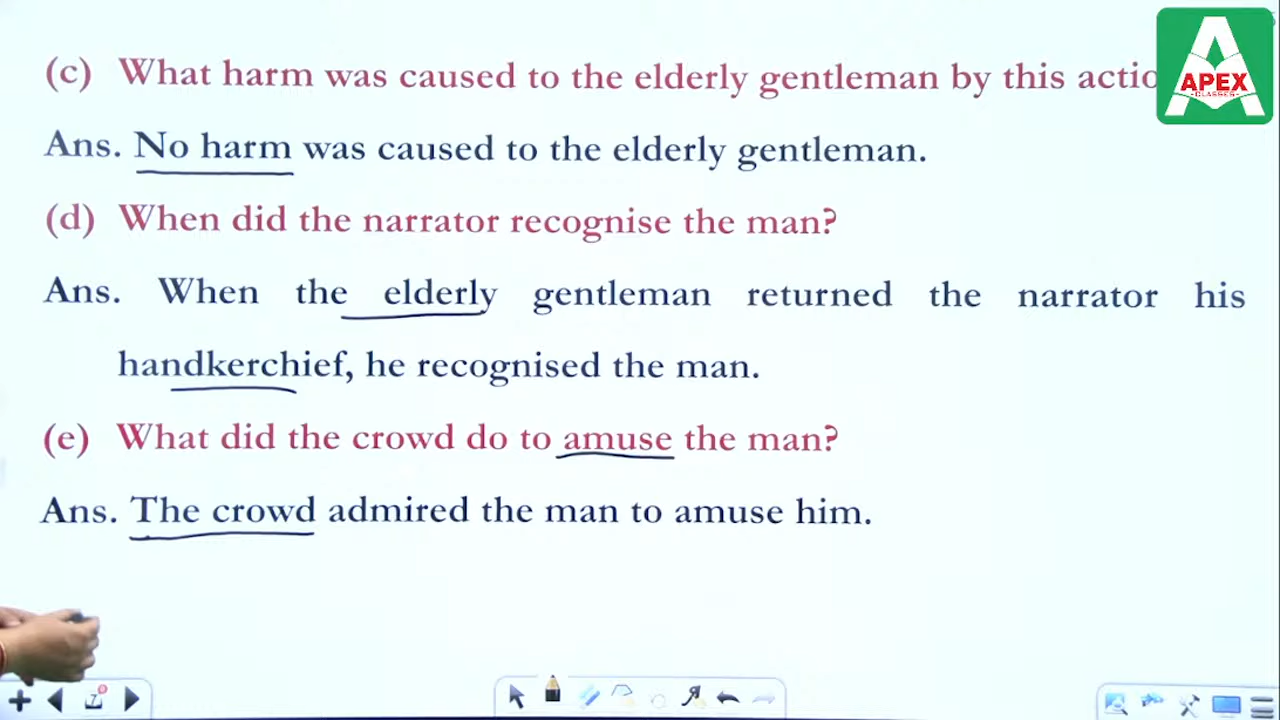 (c) What harm was caused to the elderly gentleman by this
Ans. No harm was caused to the elderly gentleman.
(d) When did the narrator recognise the man?
Ans. When the elderly gentleman returned the narrator his
handkerchief, he recognised the man.
(e) What did the crowd do to amuse the man?
Ans. The crowd admired the man to amuse him.
APEX
CLASSES